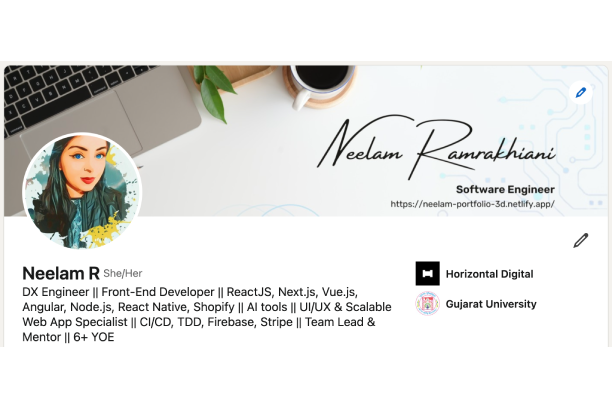 Neelam Ramrakhiani
Software Engineer
https://neelam-portfolio-3d.netlify.app/
Neelam R She/Her
DX Engineer || Front-End Developer || ReactJS, Next.js, Vue.js,
Angular, Node.js, React Native, Shopify || AI tools || UI/UX & Scalable
Web App Specialist || CI/CD, TDD, Firebase, Stripe || Team Lead &
Mentor || 6+ YOE
Horizontal Digital
Gujarat University